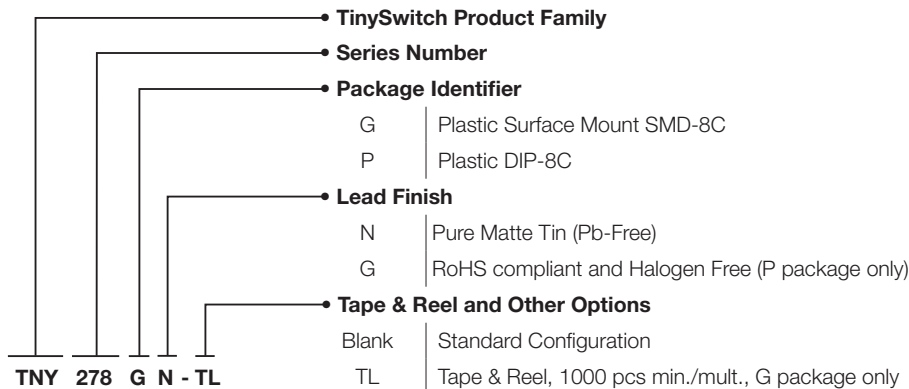 TinySwitch Product Family
Series Number
Package Identifier
G Plastic Surface Mount SMD-8C
P Plastic DIP-8C
Lead Finish
N Pure Matte Tin (Pb-Free)
G RoHS compliant and Halogen Free (P package only)
Tape & Reel and Other Options
Blank Standard Configuration
TNY 278 G N - TL TL Tape & Reel, 1000 pcs min./mult., G package only